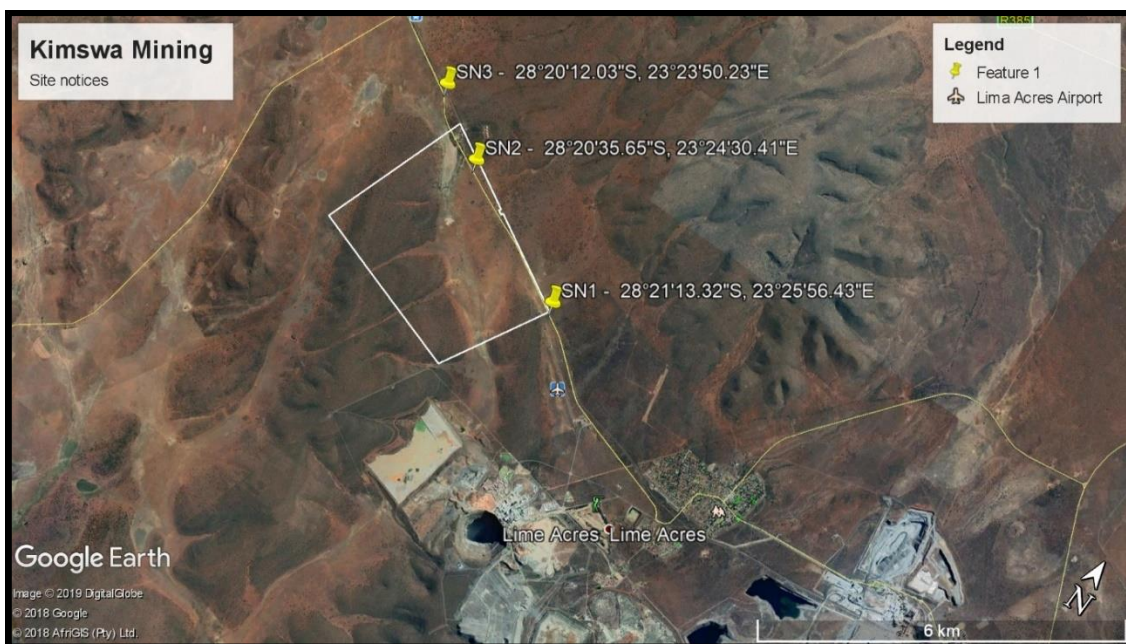 Kimswa Mining
Site notices
R385
Legend
Feature 1
Lima Acres Airport
SN3 - 28°20'12.03"S, 23°23'50.23"E
SN2 - 28°20'35.65"S, 23°24'30.41"E
SN1 - 28°21'13.32"S, 23°25'56.43"E
Lime Acres Lime Acres
Google Earth
Image © 2019 DigitalGlobe
© 2018 Google
© 2018 AfriGIS (Pty) Ltd.
N
6 km